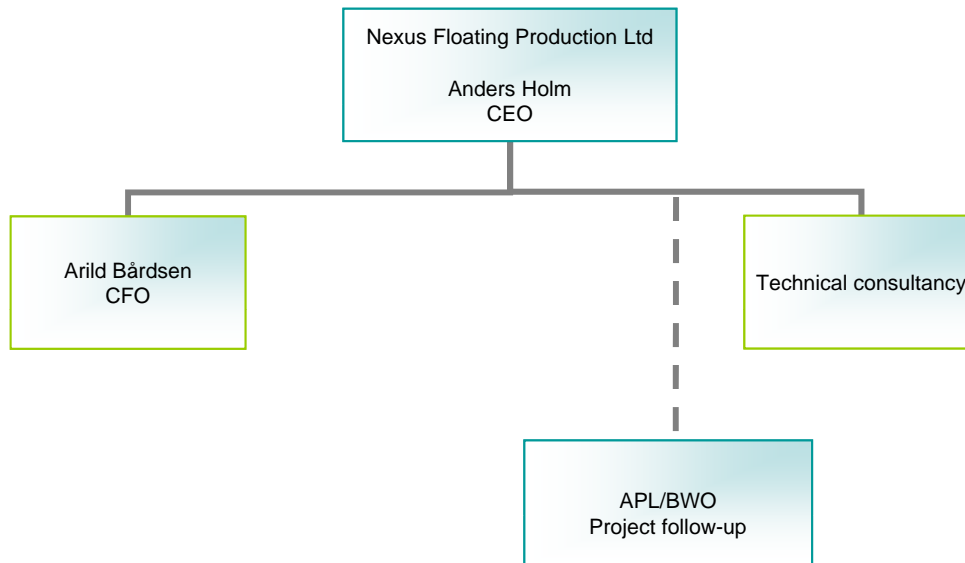 Nexus Floating Production Ltd
Anders Holm
CEO
Arild Bårdsen
CFO
Technical consultancy
APL/BWO
Project follow-up